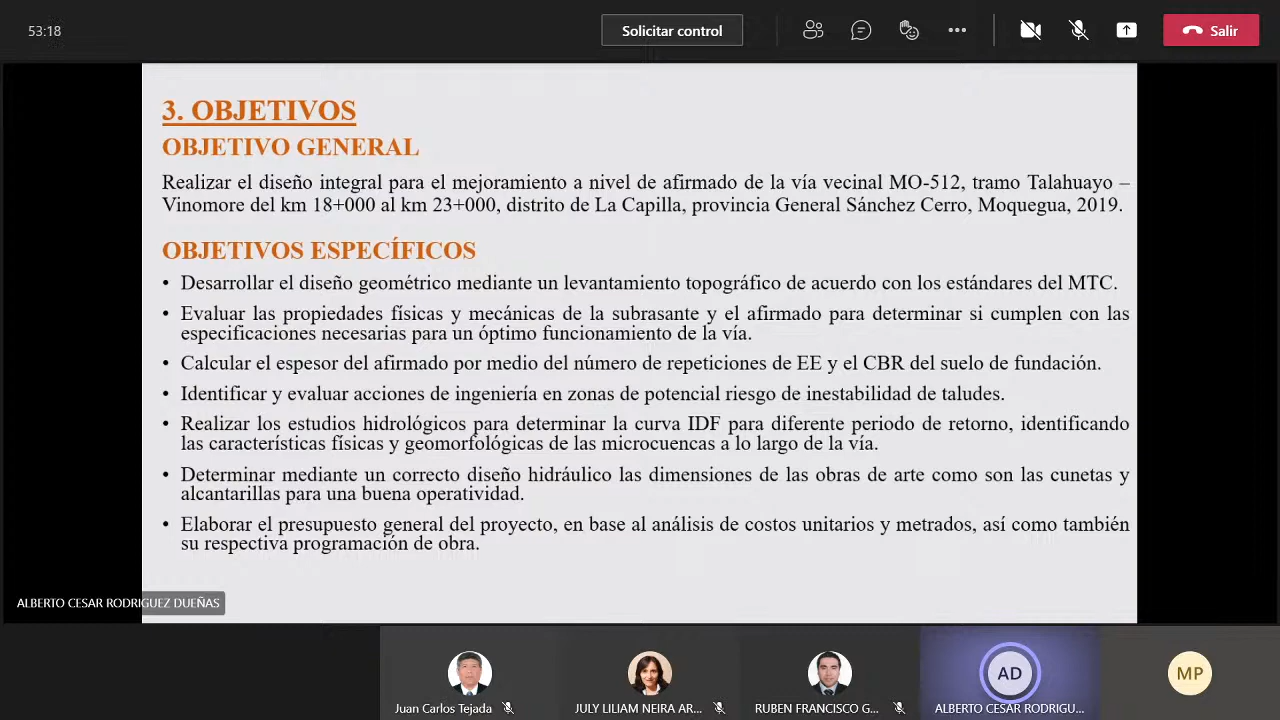 53:18
Solicitar control
Salir
3. OBJETIVOS
OBJETIVO GENERAL
Realizar el diseño integral para el mejoramiento a nivel de afirmado de la vía vecinal MO-512, tramo Talahuayo –
Vinomore del km 18+000 al km 23+000, distrito de La Capilla, provincia General Sánchez Cerro, Moquegua, 2019.
OBJETIVOS ESPECÍFICOS
• Desarrollar el diseño geométrico mediante un levantamiento topográfico de acuerdo con los estándares del MTC.
• Evaluar las propiedades físicas y mecánicas de la subrasante y el afirmado para determinar si cumplen con las
especificaciones necesarias para un óptimo funcionamiento de la vía.
• Calcular el espesor del afirmado por medio del número de repeticiones de EE y el CBR del suelo de fundación.
• Identificar y evaluar acciones de ingeniería en zonas de potencial riesgo de inestabilidad de taludes.
• Realizar los estudios hidrológicos para determinar la curva IDF para diferente periodo de retorno, identificando
las características físicas y geomorfológicas de las microcuencas a lo largo de la vía.
• Determinar mediante un correcto diseño hidráulico las dimensiones de las obras de arte como son las cunetas y
alcantarillas para una buena operatividad.
• Elaborar el presupuesto general del proyecto, en base al análisis de costos unitarios y metrados, así como también
su respectiva programación de obra.
ALBERTO CESAR RODRIGUEZ DUEÑAS
AD
MP
Juan Carlos Tejada
JULY LILIAM NEIRA AR...
RUBEN FRANCISCO G...
ALBERTO CESAR RODRIGU...